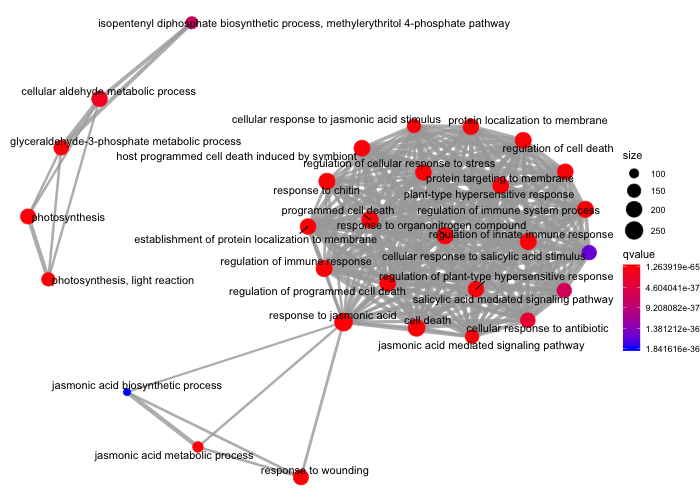 isopentenyl diphosphate biosynthetic process, methylerythritol 4-phosphate pathway
cellular aldehyde metabolic process
glyceraldehyde-3-phosphate metabolic process
photosynthesis
photosynthesis, light reaction
cellular response to jasmonic acid stimulus
protein localization to membrane
regulation of cell death
host programmed cell death induced by symbiont
regulation of cellular response to stress
protein targeting to membrane
response to chitin
plant-type hypersensitive response
programmed cell death
regulation of immune system process
response to organonitrogen compound
establishment of protein localization to membrane
regulation of innate immune response
cellular response to salicylic acid stimulus
regulation of immune response
regulation of plant-type hypersensitive response
regulation of programmed cell death
salicylic acid mediated signaling pathway
response to jasmonic acid
cell death
cellular response to antibiotic
jasmonic acid mediated signaling pathway
jasmonic acid biosynthetic process
jasmonic acid metabolic process
response to wounding
size
100
150
200
250
qvalue
1.263919e-65
4.604041e-37
9.208082e-37
1.381212e-36
1.841616e-36